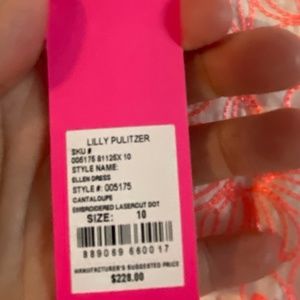 LILLY PULITZER
SKU #
005175 81125X 10
STYLE NAME:
ELLEN DRESS
STYLE #: 005175
CANTALOUPE
EMBROIDERED LASERCUT DOT
SIZE: 10
889069 660017
MANUFACTURER'S SUGGESTED PRICE
$228.00